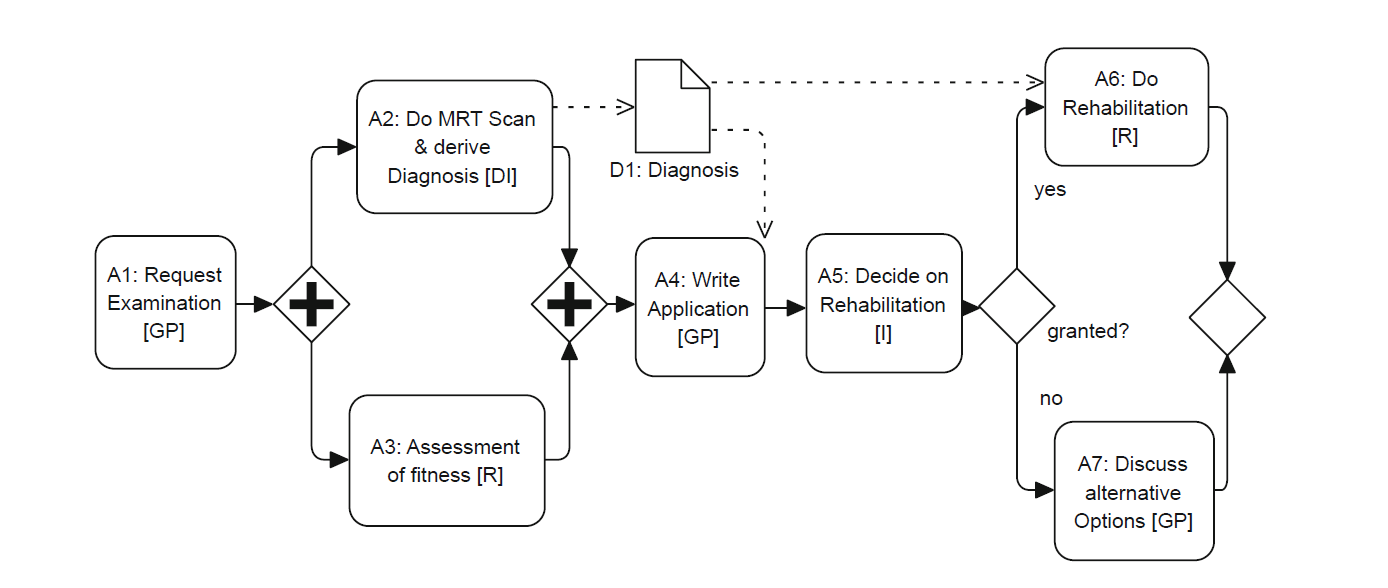 A1: Request
Examination
[GP]
A2: Do MRT Scan
& derive
Diagnosis [DI]
A3: Assessment
of fitness [R]
D1: Diagnosis
A4: Write
Application
[GP]
A5: Decide on
Rehabilitation
[I]
granted?
yes
A6: Do
Rehabilitation
[R]
no
A7: Discuss
alternative
Options [GP]